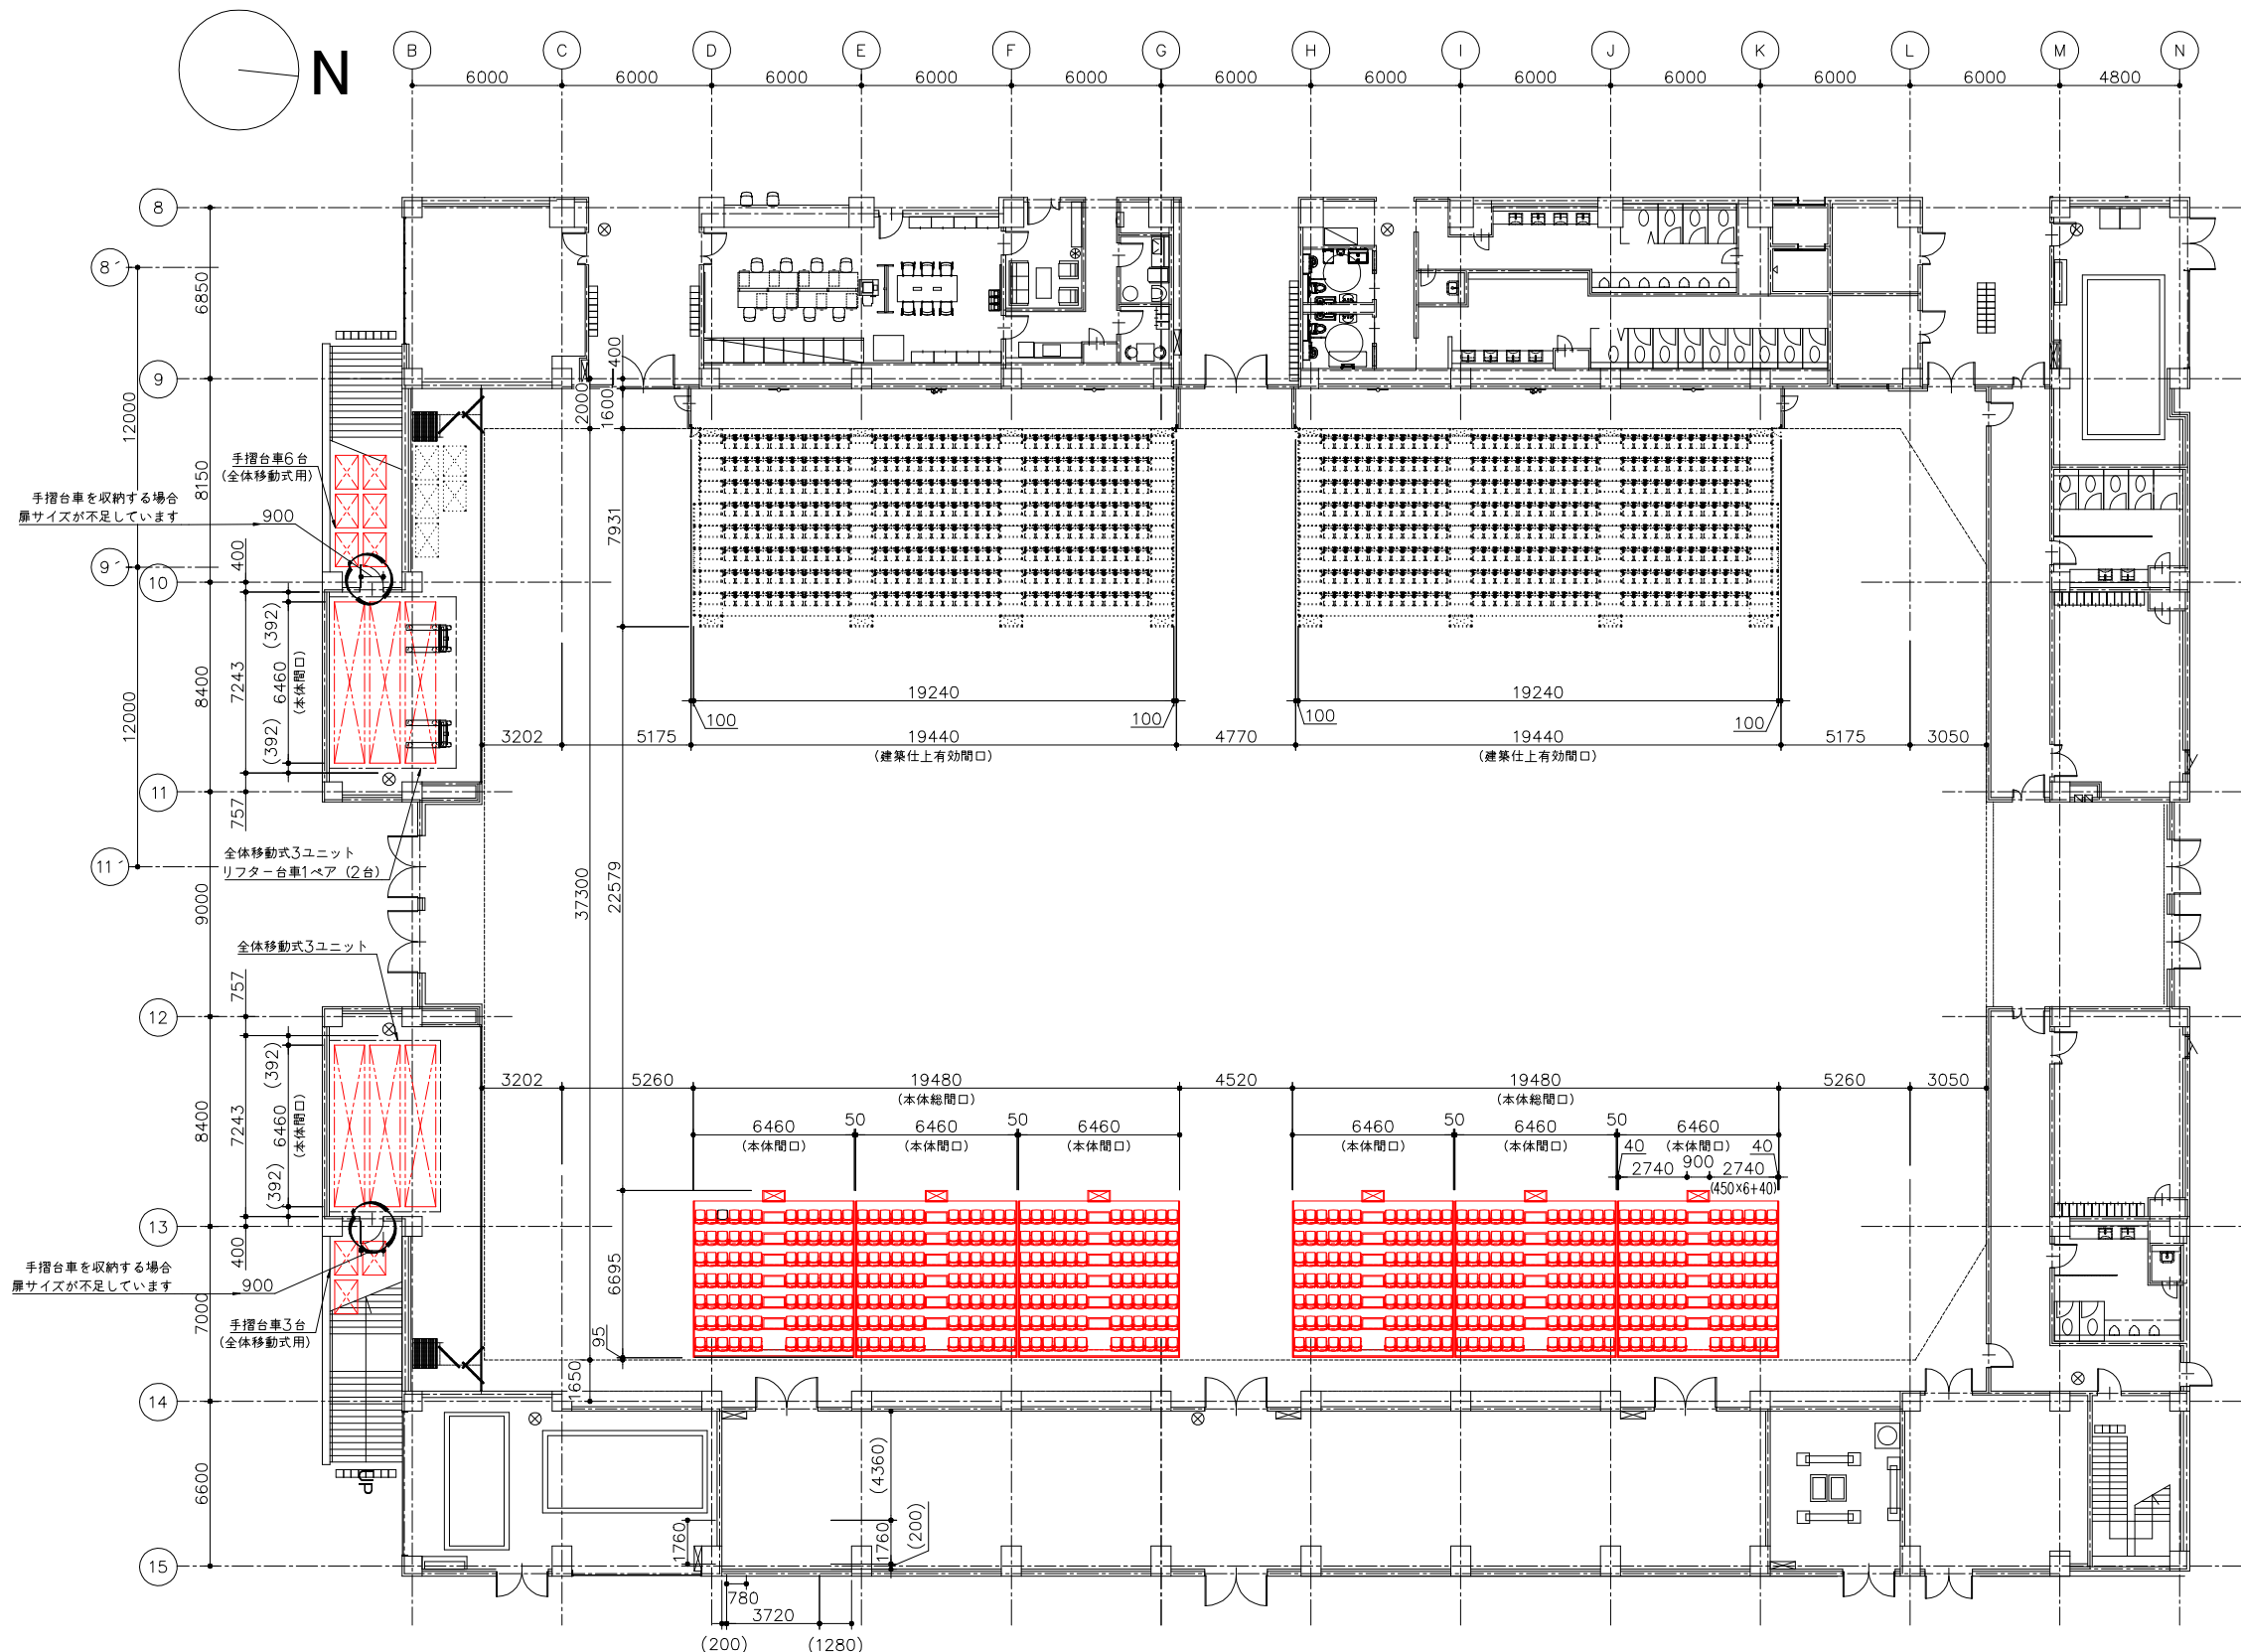 N
B
C
D
E
F
G
H
I
J
K
L
M
N
6000
6000
6000
6000
6000
6000
6000
6000
6000
6000
6000
4800
8
8´
9
9´
10
11
11´
12
13
14
15
6850
8150
8400
9000
8400
7000
6600
12000
12000
400
7243
757
757
7243
400
(392)
6460
(本体間口)
(392)
(392)
6460
(本体間口)
(392)
手摺台車6台
(全体移動式用)
手摺台車を収納する場合
扉サイズが不足しています
900
全体移動式3ユニット
リフター台車1ペア (2台)
全体移動式3ユニット
手摺台車を収納する場合
扉サイズが不足しています
900
手摺台車3台
(全体移動式用)
UP
400
2000
1600
7931
37300
22579
6695
95
1650
19240
100
100
19240
100
100
3202
5175
19440
(建築仕上有効間口)
4770
19440
(建築仕上有効間口)
5175
3050
3202
5260
19480
(本体総間口)
4520
19480
(本体総間口)
5260
3050
6460
(本体間口)
50
6460
(本体間口)
50
6460
(本体間口)
6460
(本体間口)
50
6460
(本体間口)
50
6460
(本体間口)
40
40
2740
900
2740
(450×6+40)
(4360)
(200)
1760
1760
780
3720
(200)
(1280)